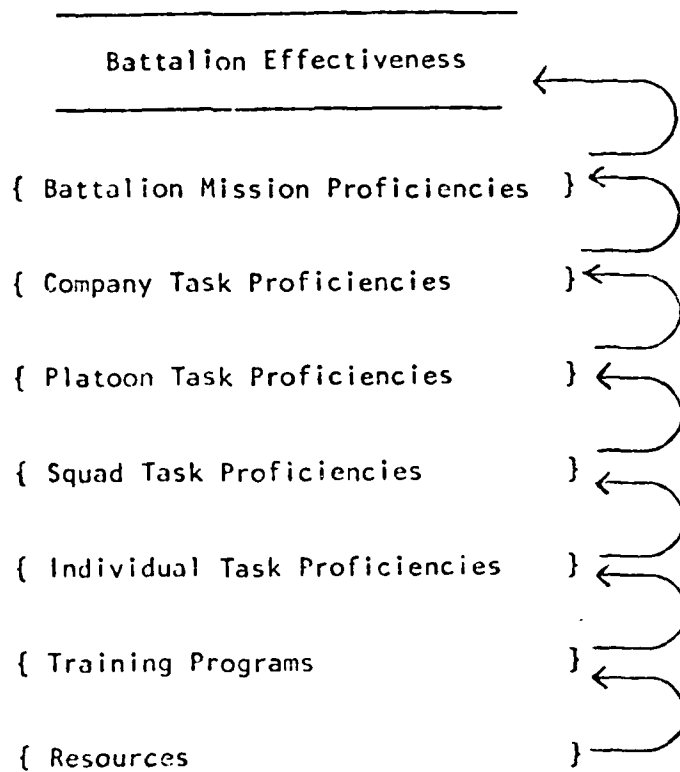 Battalion Effectiveness
{ Battalion Mission Proficiencies }
{ Company Task Proficiencies }
{ Platoon Task Proficiencies }
{ Squad Task Proficiencies }
{ Individual Task Proficiencies }
{ Training Programs }
{ Resources }